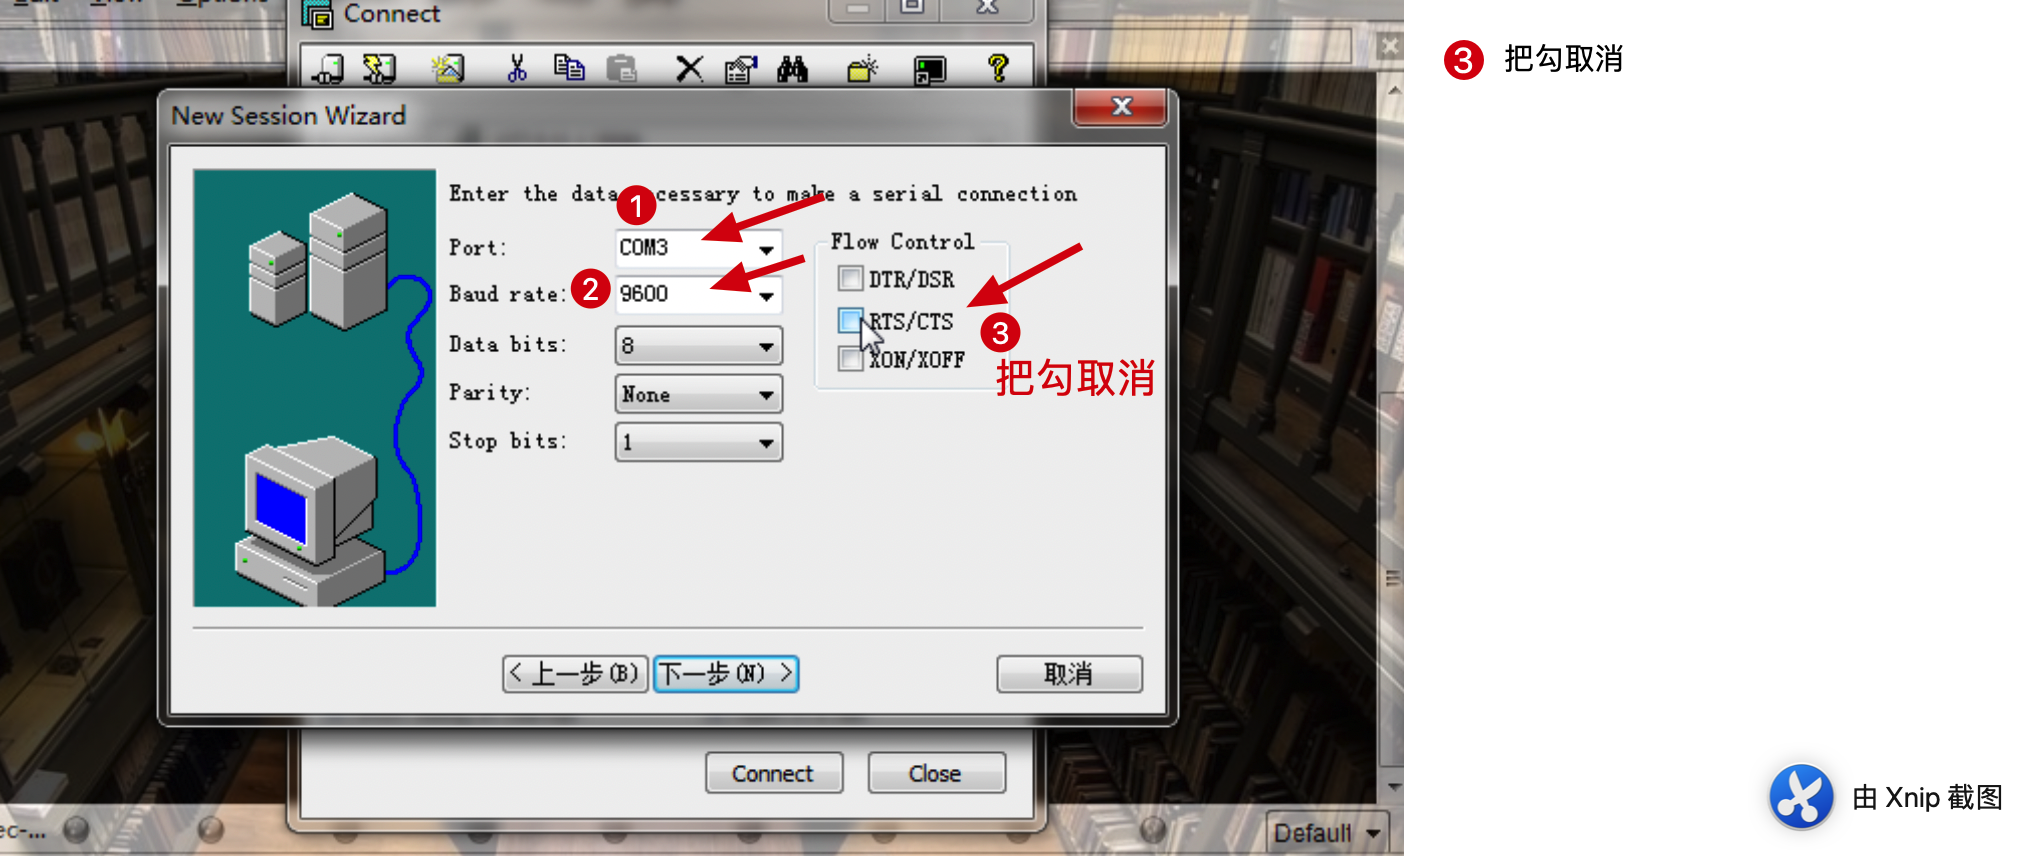 Connect
New Session Wizard
Enter the data cessary to make a serial connection
1
Port: COM3
Baud rate: 2 9600
Data bits: 8
Parity: None
Stop bits: 1
Flow Control
DTR/DSR
RTS/CTS
XON/XOFF
3
把勾取消
< 上一步(B)
下一步(N) >
取消
Connect
Close
ec-...
Default
3 把勾取消
由 Xnip 截图